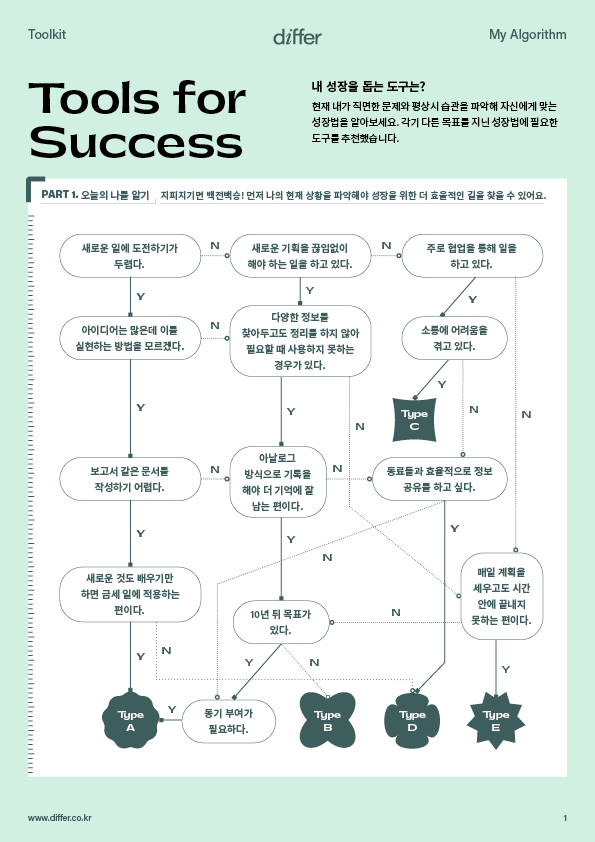 Toolkit
differ
My Algorithm
Tools for
Success
내 성장을 돕는 도구는?
현재 내가 직면한 문제와 평상시 습관을 파악해 자신에게 맞는
성장법을 알아보세요. 각기 다른 목표를 지닌 성장법에 필요한
도구를 추천했습니다.
PART 1. 오늘의 나를 알기
지피지기면 백전백승! 먼저 나의 현재 상황을 파악해야 성장을 위한 더 효율적인 길을 찾을 수 있어요.
새로운 일에 도전하기가
두렵다.
N
새로운 기획을 끊임없이
해야 하는 일을 하고 있다.
N
주로 협업을 통해 일을
하고 있다.
Y
Y
Y
아이디어는 많은데 이를
실현하는 방법을 모르겠다.
N
다양한 정보를
찾아두고도 정리를 하지 않아
필요할 때 사용하지 못하는
경우가 있다.
소통에 어려움을
겪고 있다.
Y
Y
Y
N
N
N
Type
C
보고서 같은 문서를
작성하기 어렵다.
N
아날로그
방식으로 기록을
해야 더 기억에 잘
남는 편이다.
N
동료들과 효율적으로 정보
공유를 하고 싶다.
Y
Y
Y
N
새로운 것도 배우기만
하면 금세 일에 적용하는
편이다.
10년 뒤 목표가
있다.
N
매일 계획을
세우고도 시간
안에 끝내지
못하는 편이다.
Y
N
Y
N
Y
Type
A
Y
동기 부여가
필요하다.
Type
B
Type
D
Type
E
www.differ.co.kr
1